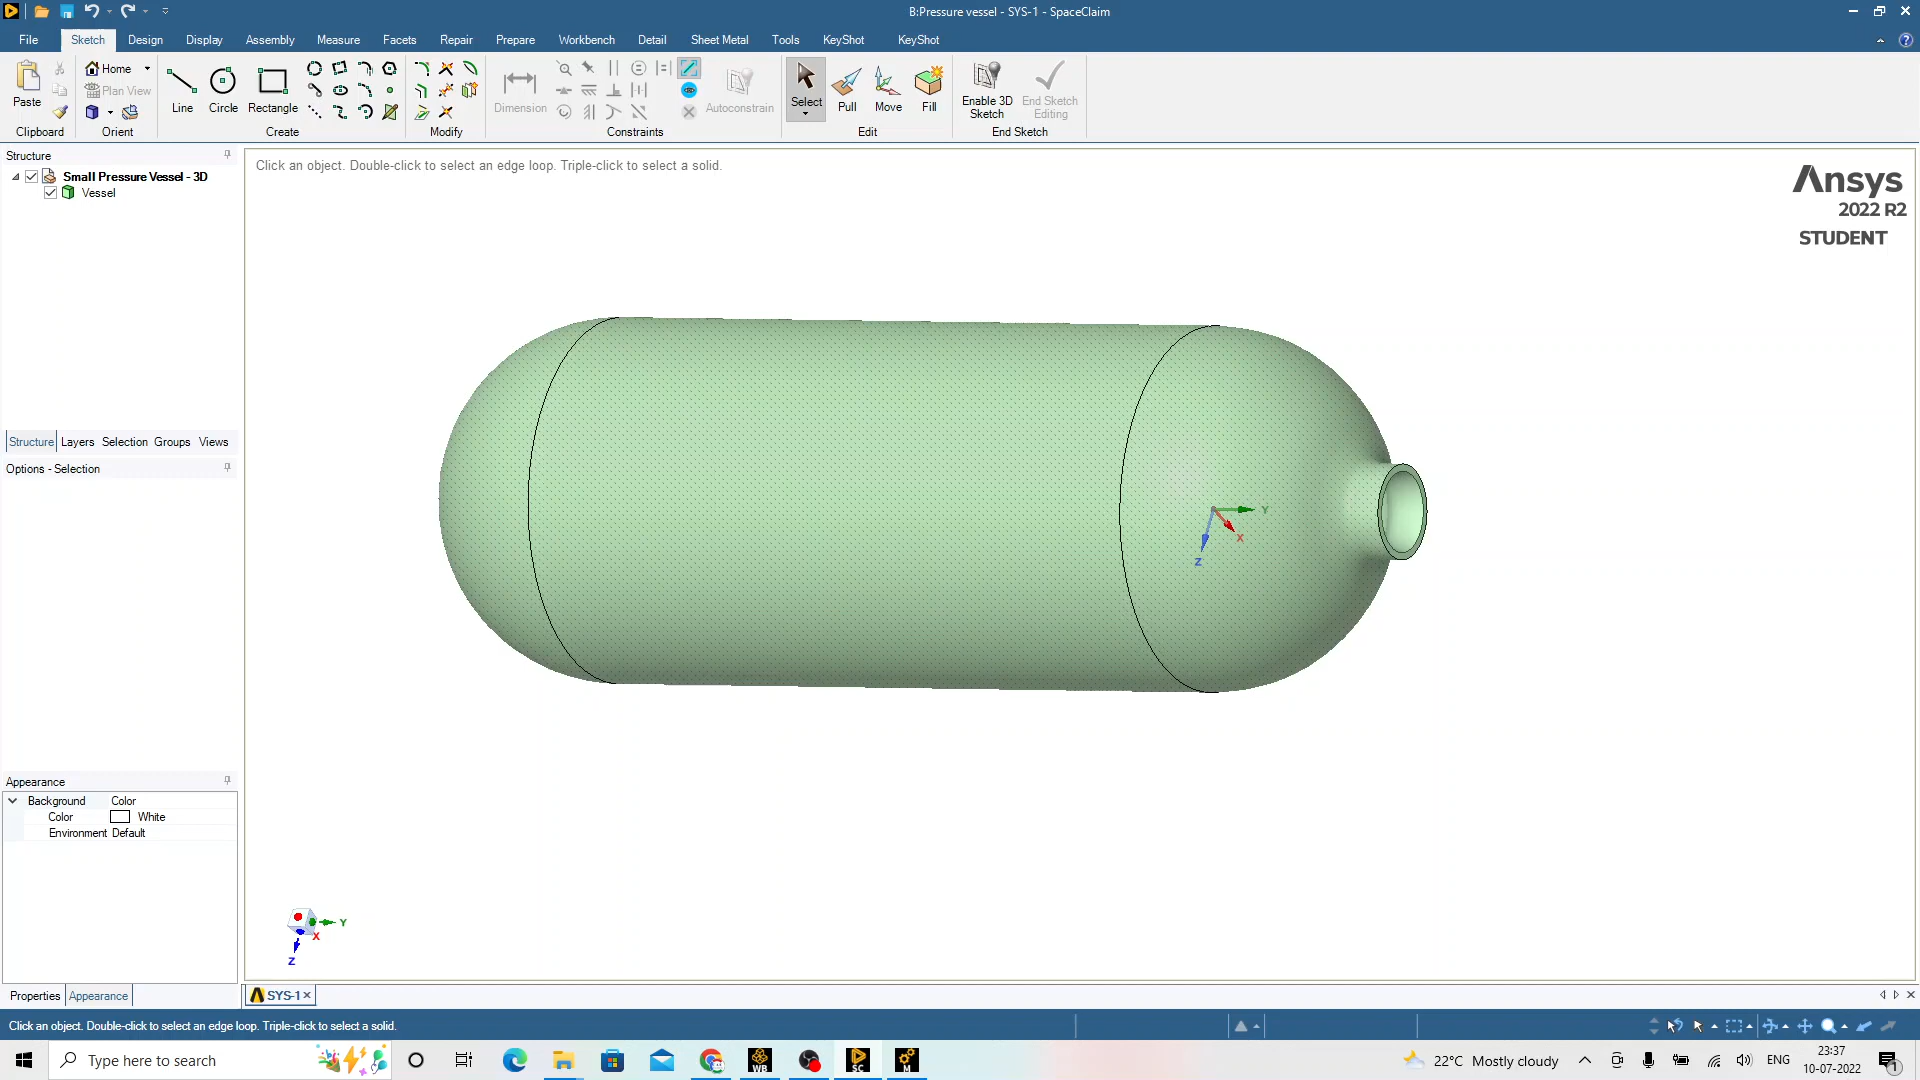 B:Pressure vessel - SYS-1 - SpaceClaim
File Sketch Design Display Assembly Measure Facets Repair Prepare Workbench Detail Sheet Metal Tools KeyShot KeyShot
Paste
Home
Plan View
Line Circle Rectangle
Dimension
Autoconstrain
Select Pull Move Fill
Enable 3D Sketch
End Sketch Editing
Clipboard Orient Create Modify Constraints Edit End Sketch
Structure
Small Pressure Vessel - 3D
Vessel
Structure Layers Selection Groups Views
Options - Selection
Appearance
Background Color
Color White
Environment Default
Properties Appearance
Click an object. Double-click to select an edge loop. Triple-click to select a solid.
Ansys
2022 R2
STUDENT
Y
X
Z
Y
X
Z
SYS-1
Click an object. Double-click to select an edge loop. Triple-click to select a solid.
Type here to search
WB
SC
M
22°C Mostly cloudy
ENG
23:37
10-07-2022
1